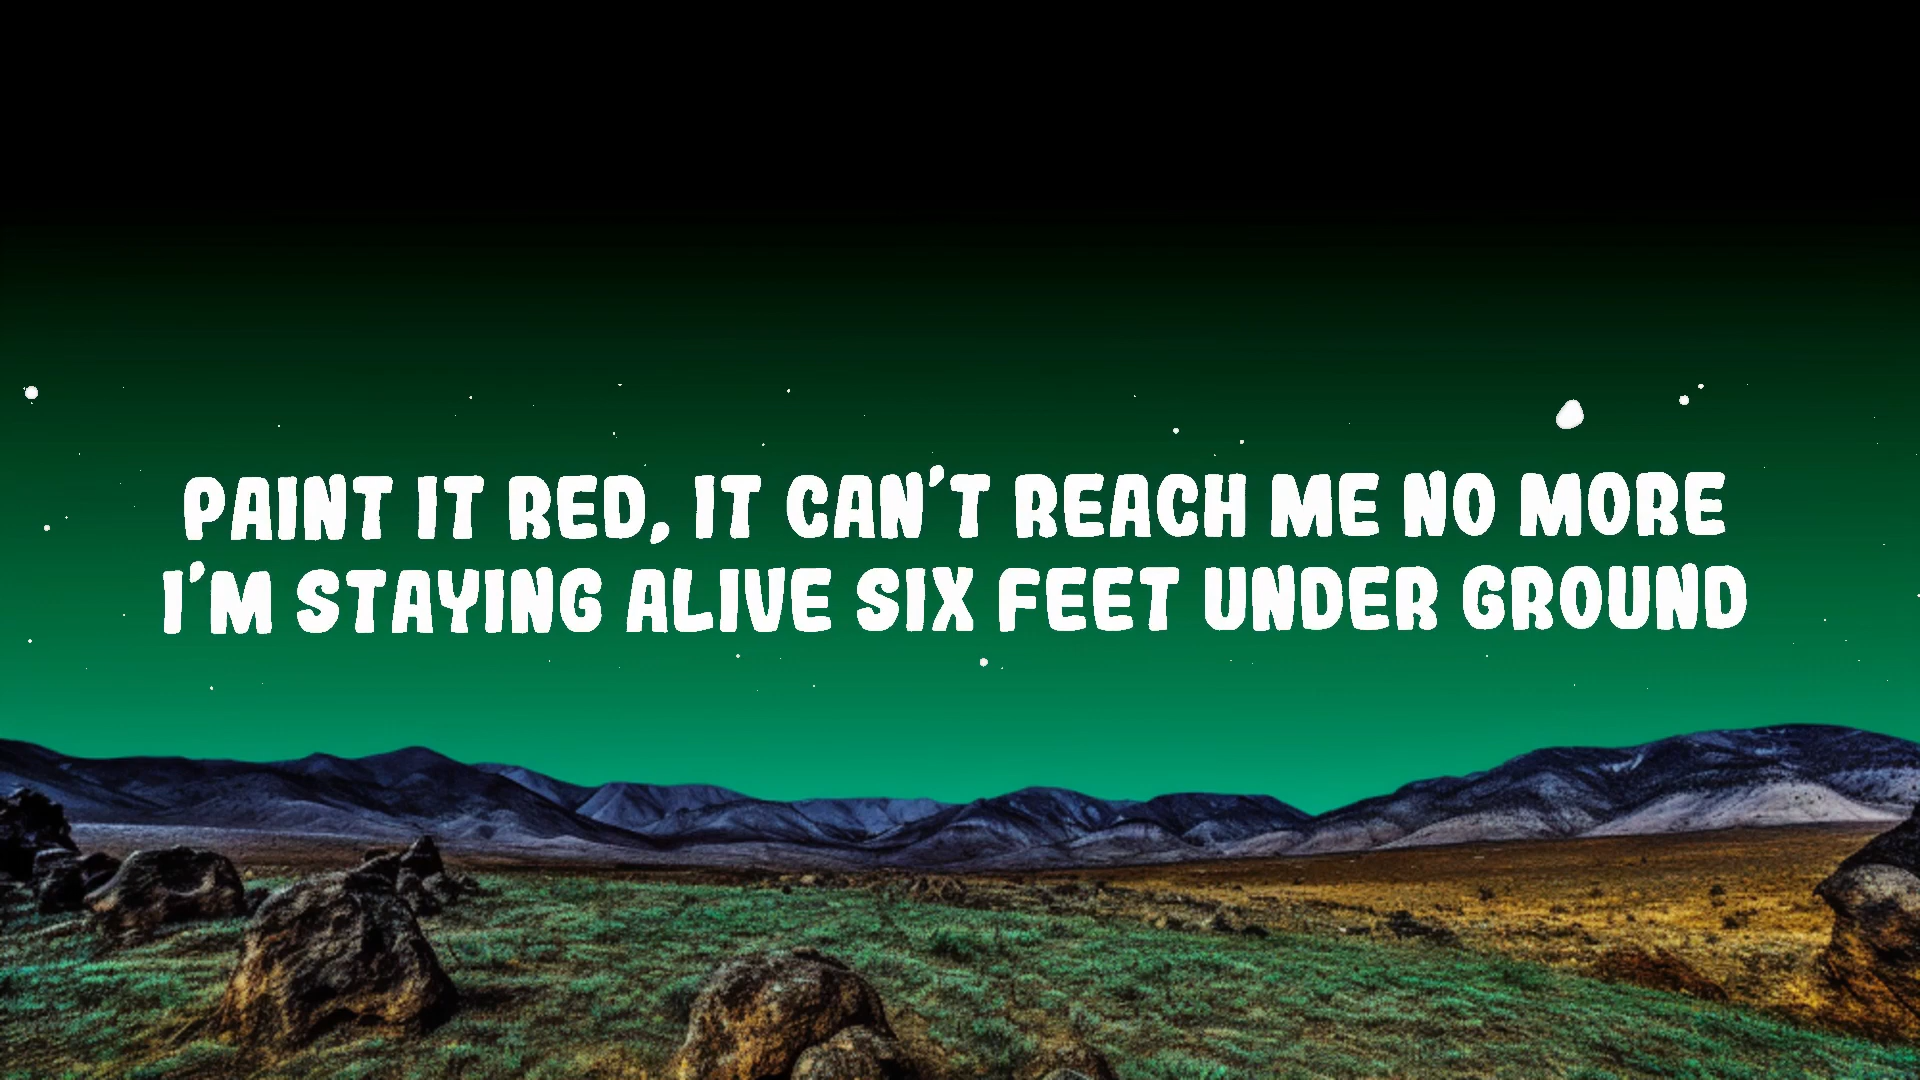 PAINT IT RED, IT CAN'T REACH ME NO MORE
I'M STAYING ALIVE SIX FEET UNDER GROUND